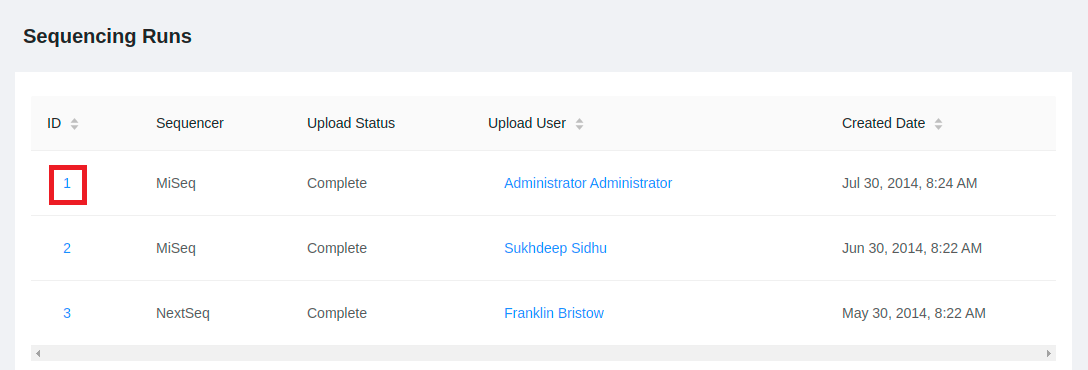 Sequencing Runs
ID Sequencer Upload Status Upload User Created Date
1 MiSeq Complete Administrator Administrator Jul 30, 2014, 8:24 AM
2 MiSeq Complete Sukhdeep Sidhu Jun 30, 2014, 8:22 AM
3 NextSeq Complete Franklin Bristow May 30, 2014, 8:22 AM